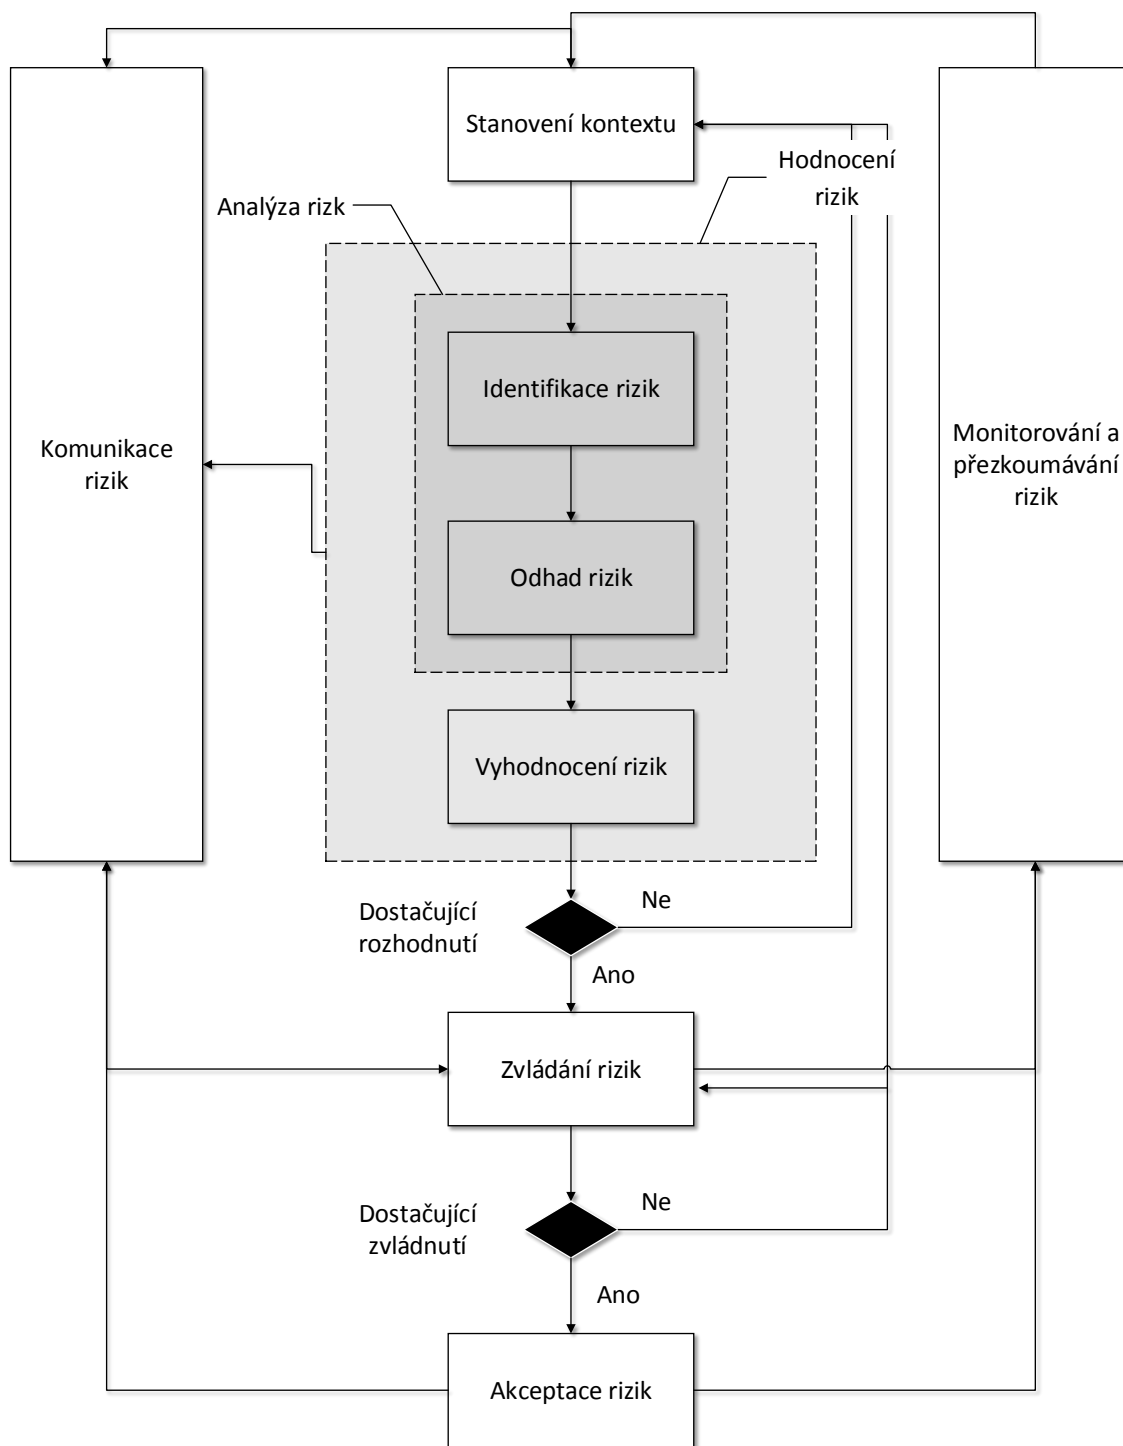 Stanovení kontextu
Hodnocení
rizik
Analýza rizk
Identifikace rizik
Komunikace
rizik
Monitorování a
přezkoumávání
rizik
Odhad rizik
Vyhodnocení rizik
Ne
Dostačující
rozhodnutí
Ano
Zvládání rizik
Ne
Dostačující
zvládnutí
Ano
Akceptace rizik